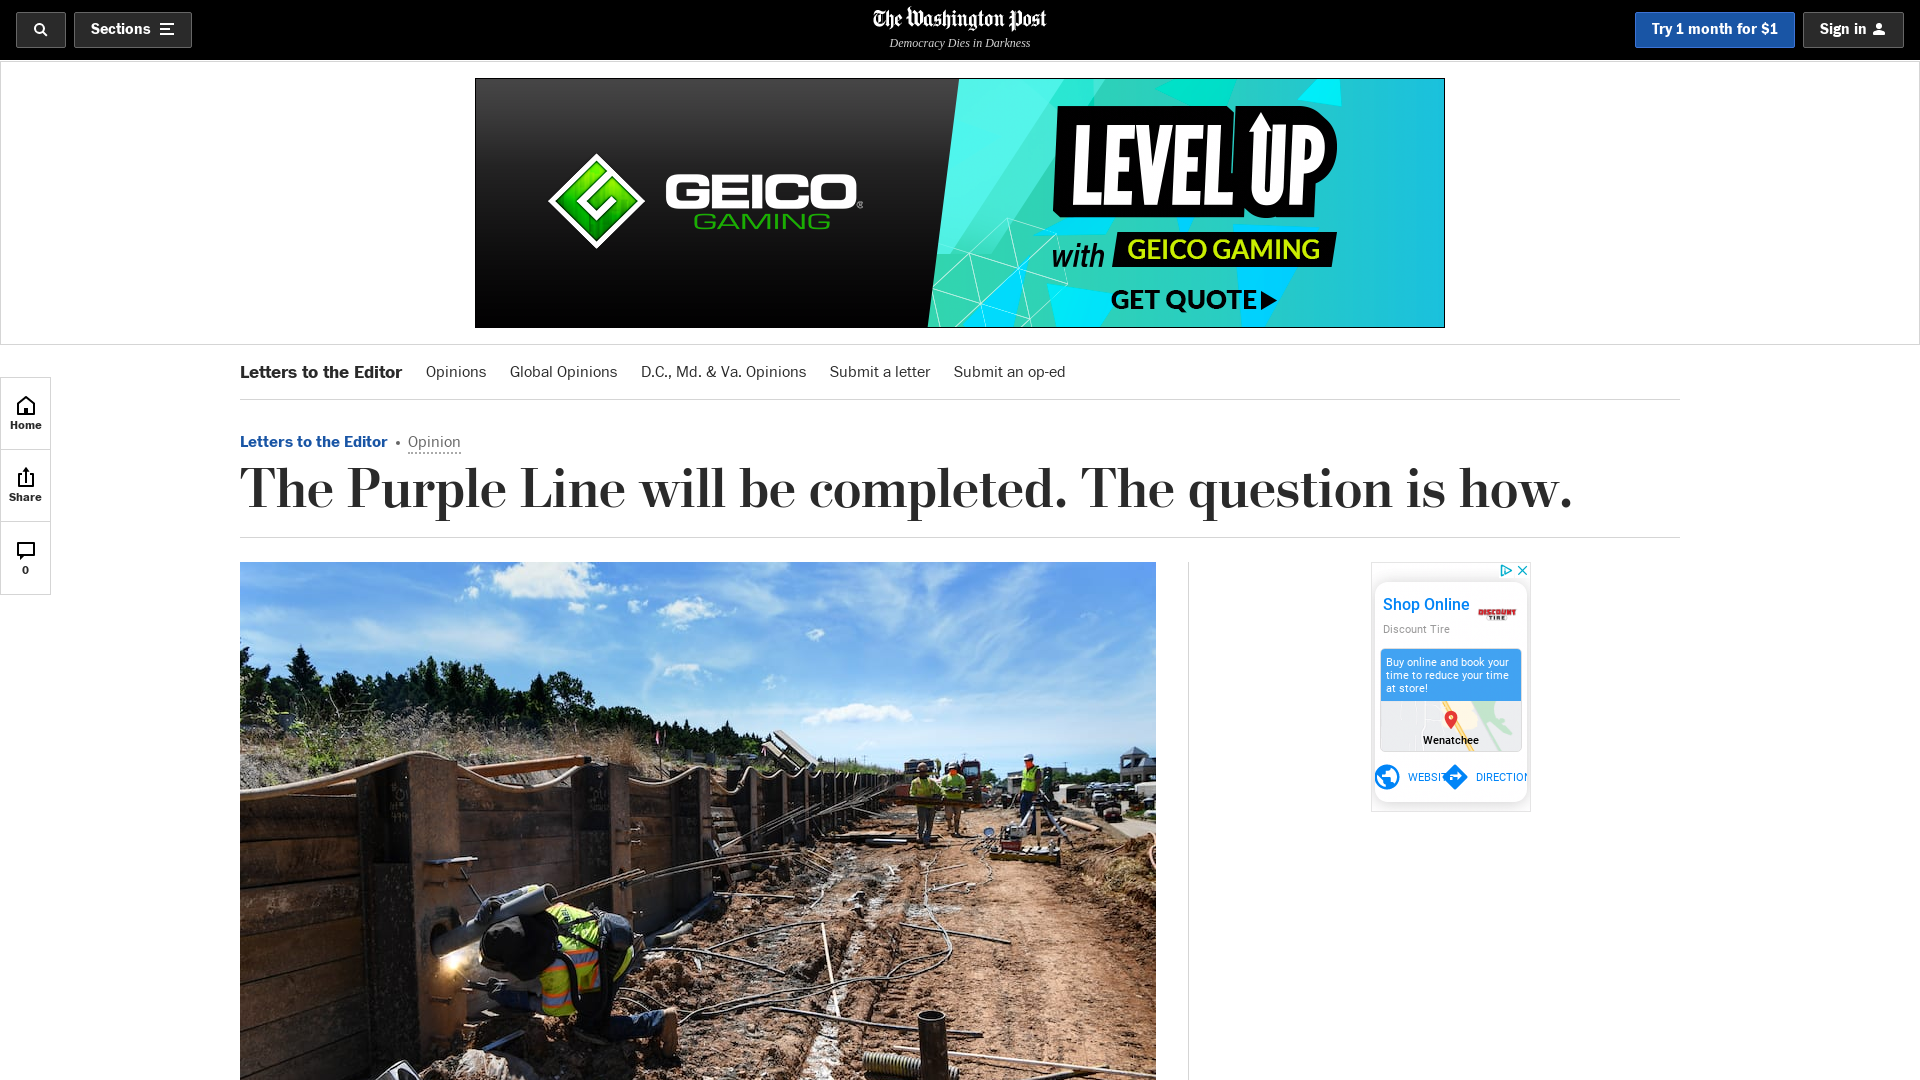 Sections
The Washington Post
Democracy Dies in Darkness
Try 1 month for $1
Sign in
GEICO®
GAMING
LEVEL UP
with GEICO GAMING
GET QUOTE
Letters to the Editor
Opinions
Global Opinions
D.C., Md. & Va. Opinions
Submit a letter
Submit an op-ed
Home
Share
0
Letters to the Editor • Opinion
The Purple Line will be completed. The question is how.
Shop Online
Discount Tire
DISCOUNT
TIRE
Buy online and book your
time to reduce your time
at store!
Wenatchee
WEBSIT
DIRECTION